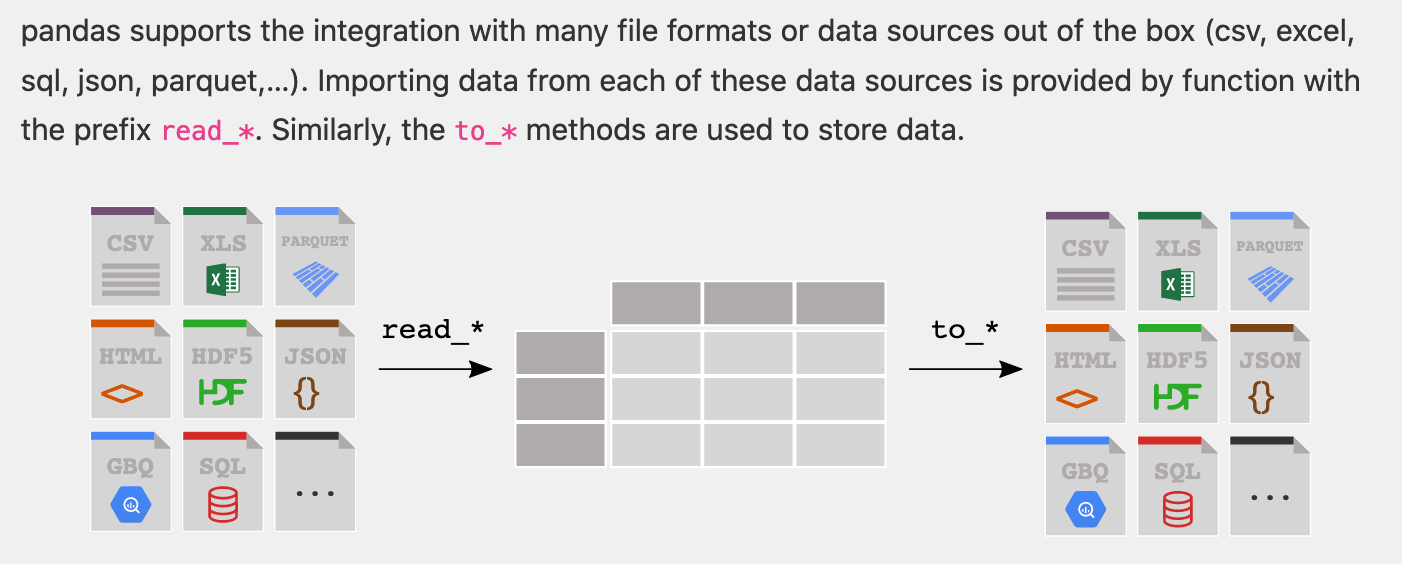 pandas supports the integration with many file formats or data sources out of the box (csv, excel,
sql, json, parquet,...). Importing data from each of these data sources is provided by function with
the prefix read_*. Similarly, the to_* methods are used to store data.
CSV XLS PARQUET
X
HTML HDF5 JSON
<> HDF {}
GBQ SQL
...
read_*
to_*
CSV XLS PARQUET
X
HTML HDF5 JSON
<> HDF {}
GBQ SQL
...